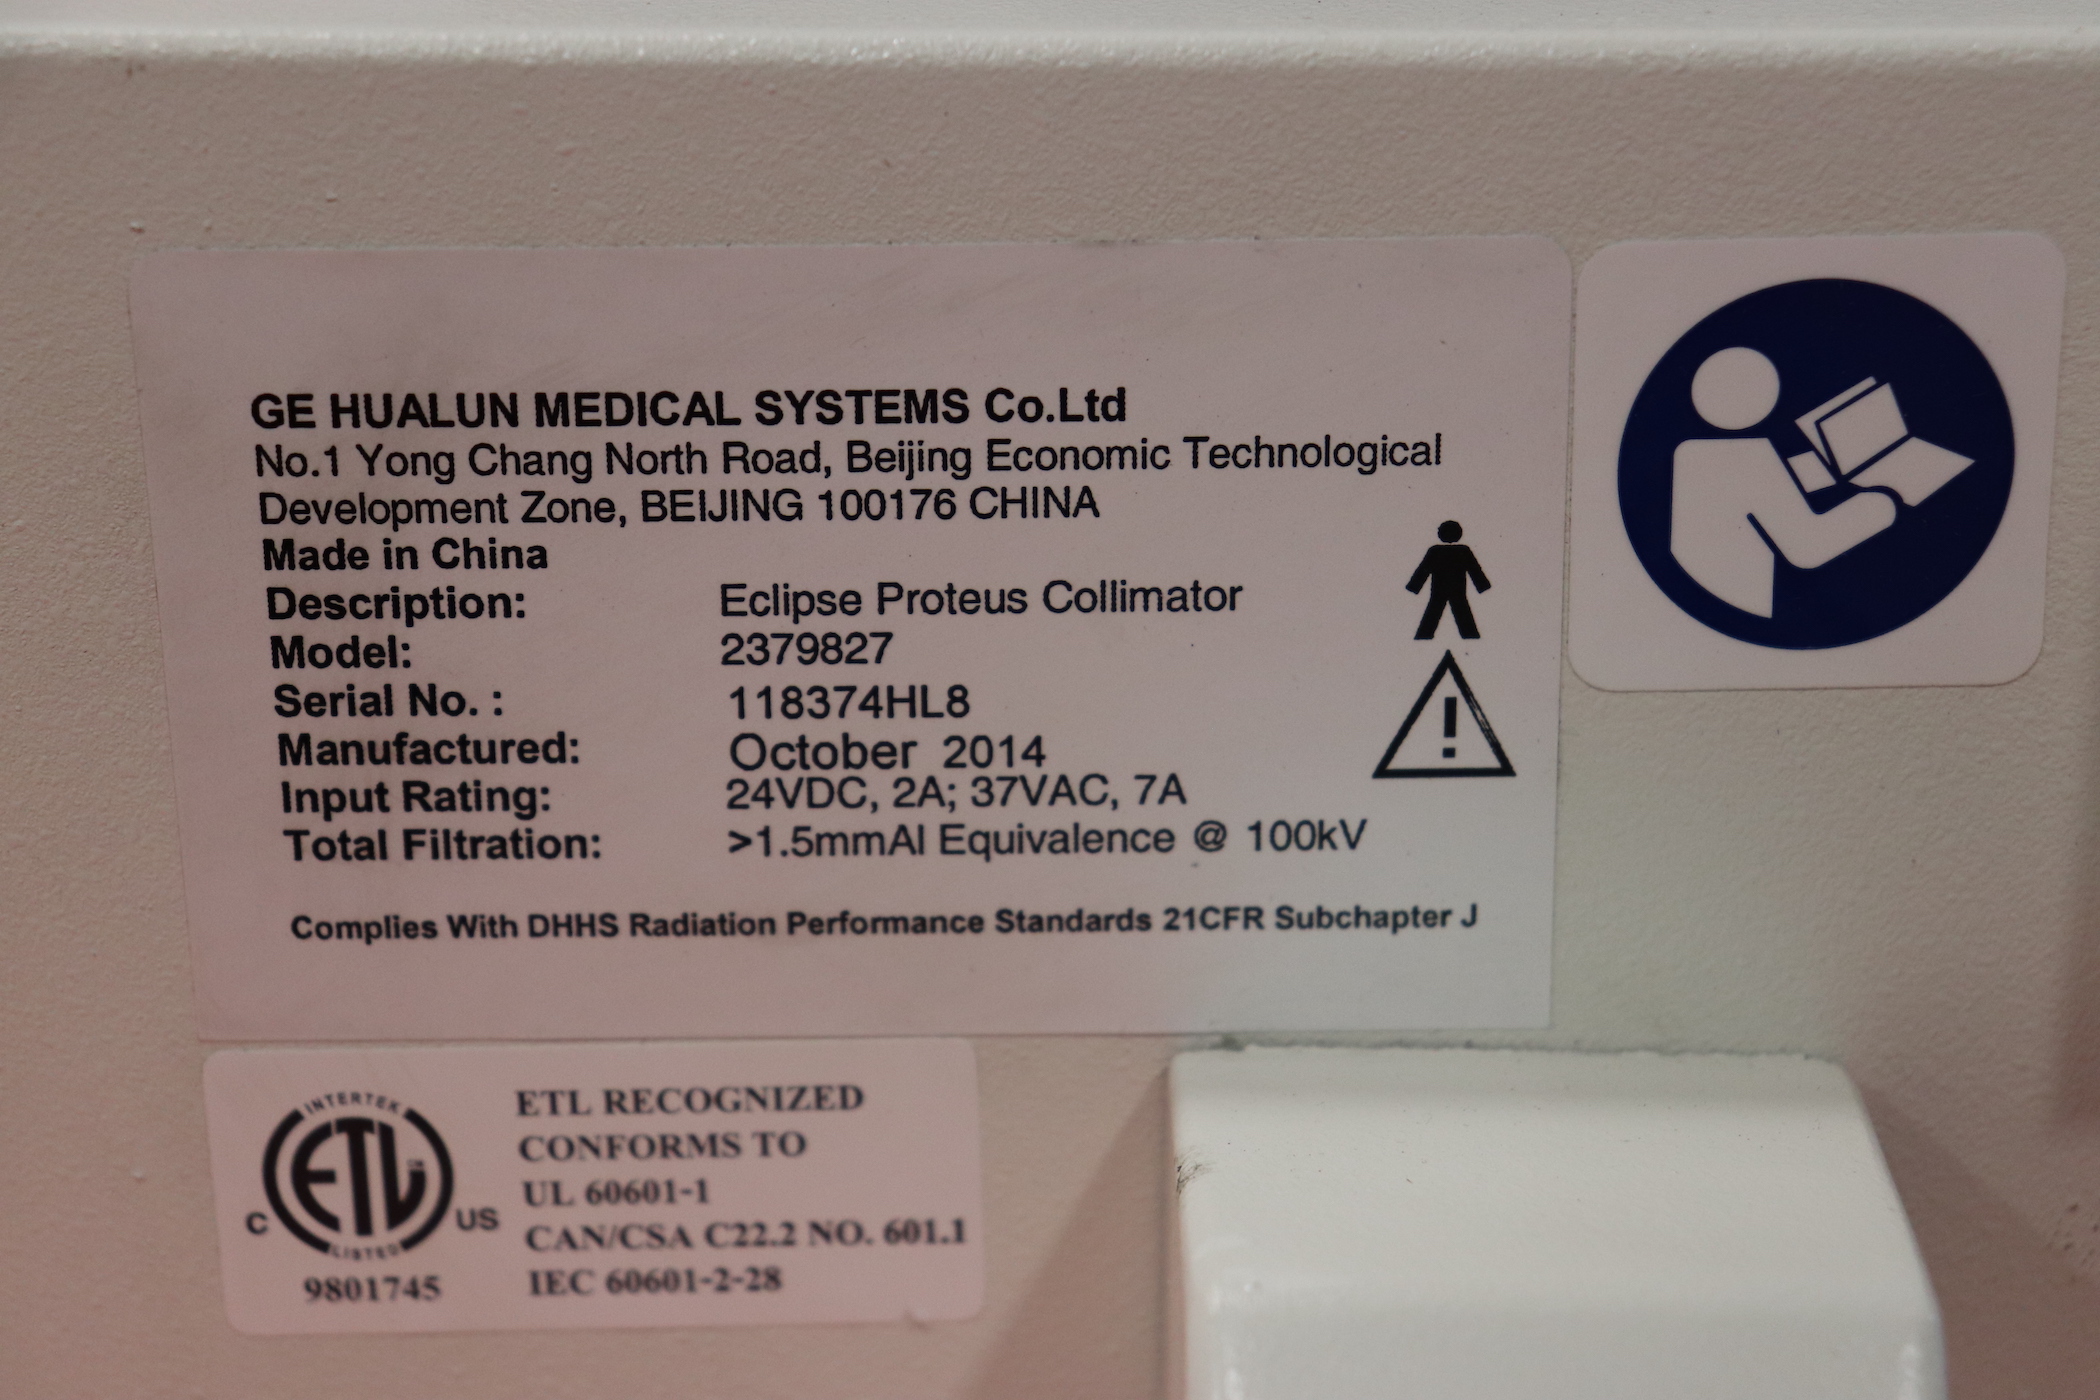 GE HUALUN MEDICAL SYSTEMS Co.Ltd
No.1 Yong Chang North Road, Beijing Economic Technological
Development Zone, BEIJING 100176 CHINA
Made in China
Description: Eclipse Proteus Collimator
Model: 2379827
Serial No. : 118374HL8
Manufactured: October 2014
Input Rating: 24VDC, 2A; 37VAC, 7A
Total Filtration: >1.5mmAl Equivalence @ 100kV
Complies With DHHS Radiation Performance Standards 21CFR Subchapter J
INTERTEK
ETL
C US
LISTED
9801745
ETL RECOGNIZED
CONFORMS TO
UL 60601-1
CAN/CSA C22.2 NO. 601.1
IEC 60601-2-28